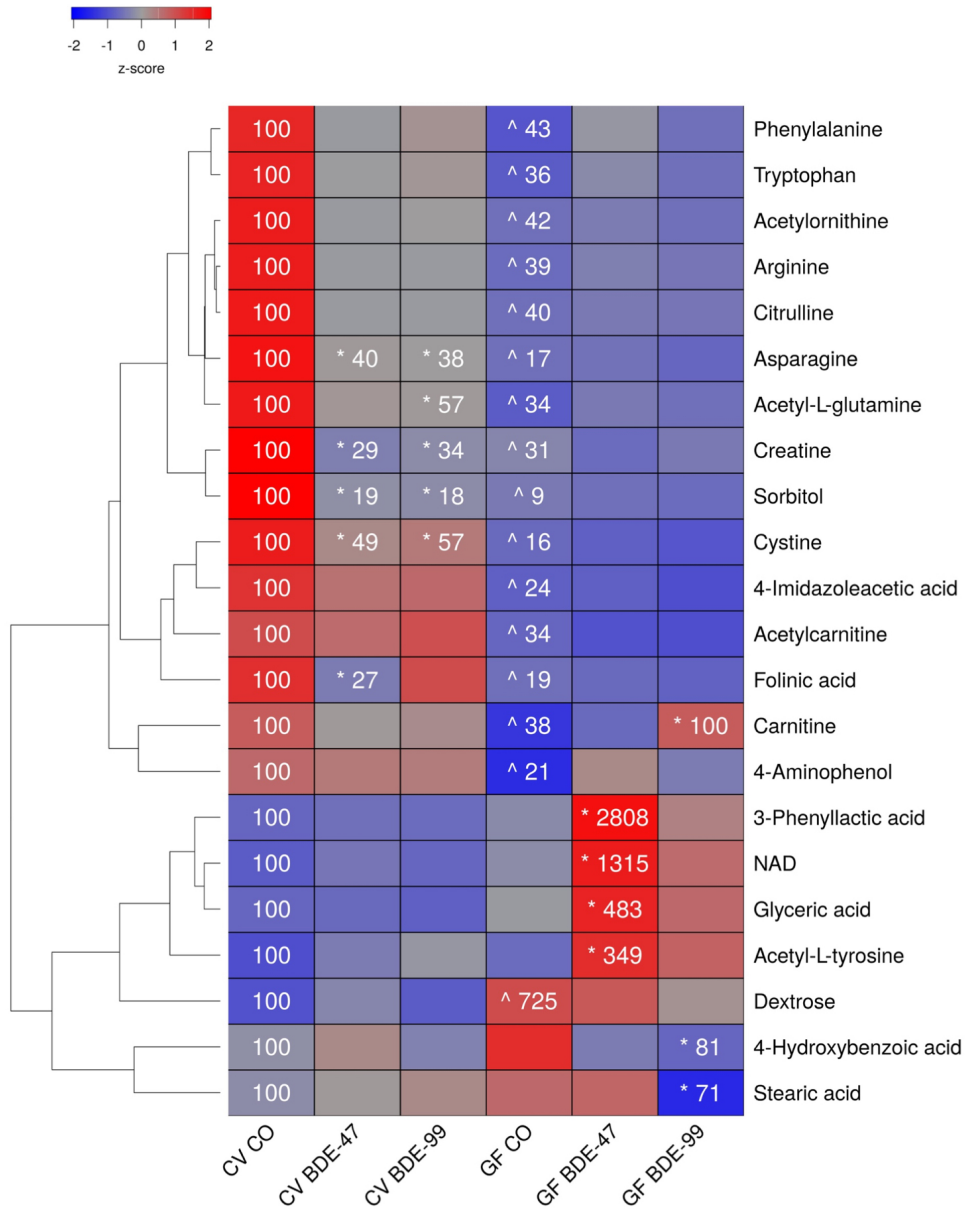 -2 -1 0 1 2
z-score
100 ^ 43 Phenylalanine
100 ^ 36 Tryptophan
100 ^ 42 Acetylornithine
100 ^ 39 Arginine
100 ^ 40 Citrulline
100 * 40 * 38 ^ 17 Asparagine
100 * 57 ^ 34 Acetyl-L-glutamine
100 * 29 * 34 ^ 31 Creatine
100 * 19 * 18 ^ 9 Sorbitol
100 * 49 * 57 ^ 16 Cystine
100 ^ 24 4-Imidazoleacetic acid
100 ^ 34 Acetylcarnitine
100 * 27 ^ 19 Folinic acid
100 ^ 38 * 100 Carnitine
100 ^ 21 4-Aminophenol
100 * 2808 3-Phenyllactic acid
100 * 1315 NAD
100 * 483 Glyceric acid
100 * 349 Acetyl-L-tyrosine
100 ^ 725 Dextrose
100 * 81 4-Hydroxybenzoic acid
100 * 71 Stearic acid
CV CO
CV BDE-47
CV BDE-99
GF CO
GF BDE-47
GF BDE-99